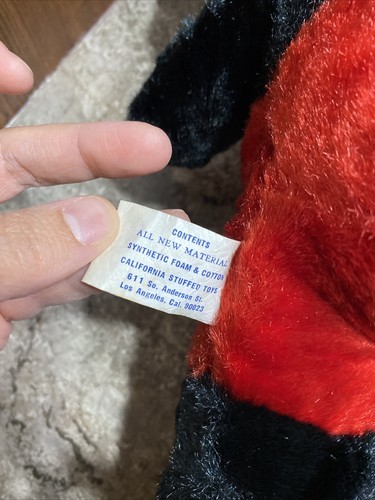 CONTENTS
ALL NEW MATERIAL
SYNTHETIC FOAM & COTTON
CALIFORNIA STUFFED TOYS
611 So. Anderson St.
Los Angeles, Cal. 90023